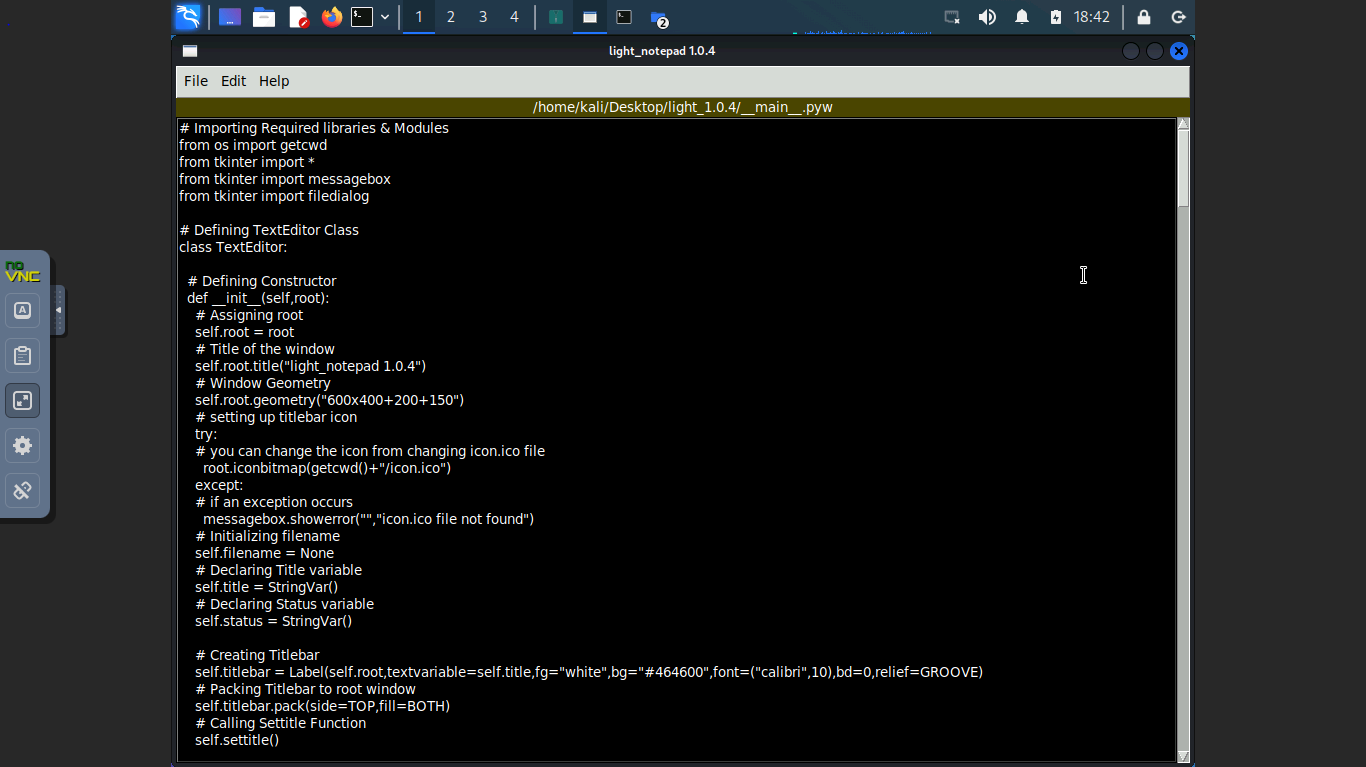 1 2 3 4 2 18:42
light_notepad 1.0.4
File Edit Help
/home/kali/Desktop/light_1.0.4/__main__.pyw
# Importing Required libraries & Modules
from os import getcwd
from tkinter import *
from tkinter import messagebox
from tkinter import filedialog
# Defining TextEditor Class
class TextEditor:
# Defining Constructor
def __init__(self,root):
# Assigning root
self.root = root
# Title of the window
self.root.title("light_notepad 1.0.4")
# Window Geometry
self.root.geometry("600x400+200+150")
# setting up titlebar icon
try:
# you can change the icon from changing icon.ico file
root.iconbitmap(getcwd()+"/icon.ico")
except:
# if an exception occurs
messagebox.showerror("","icon.ico file not found")
# Initializing filename
self.filename = None
# Declaring Title variable
self.title = StringVar()
# Declaring Status variable
self.status = StringVar()
# Creating Titlebar
self.titlebar = Label(self.root,textvariable=self.title,fg="white",bg="#464600",font=("calibri",10),bd=0,relief=GROOVE)
# Packing Titlebar to root window
self.titlebar.pack(side=TOP,fill=BOTH)
# Calling Settitle Function
self.settitle()
no
VNC
A